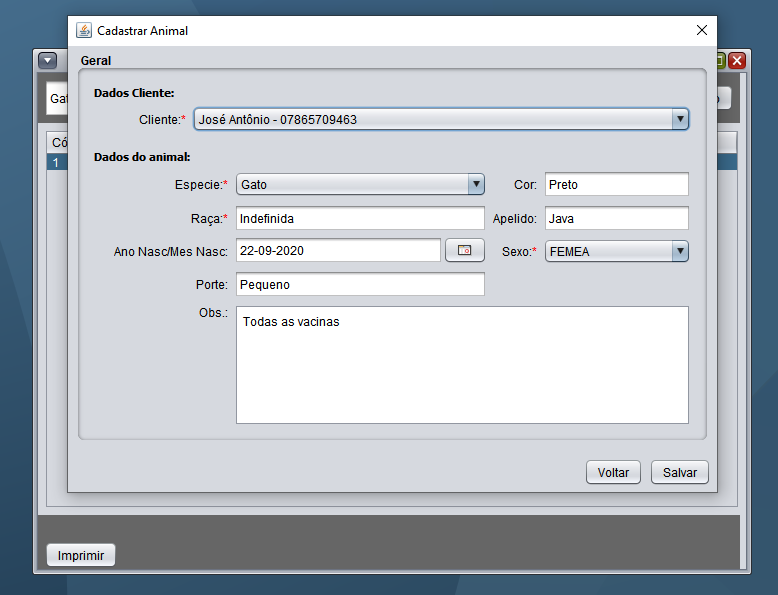 Cadastrar Animal
Geral
Dados Cliente:
Cliente:* José Antônio - 07865709463
Dados do animal:
Especie:* Gato Cor: Preto
Raça:* Indefinida Apelido: Java
Ano Nasc/Mes Nasc: 22-09-2020 Sexo:* FEMEA
Porte: Pequeno
Obs.: Todas as vacinas
Voltar Salvar
1
Imprimir